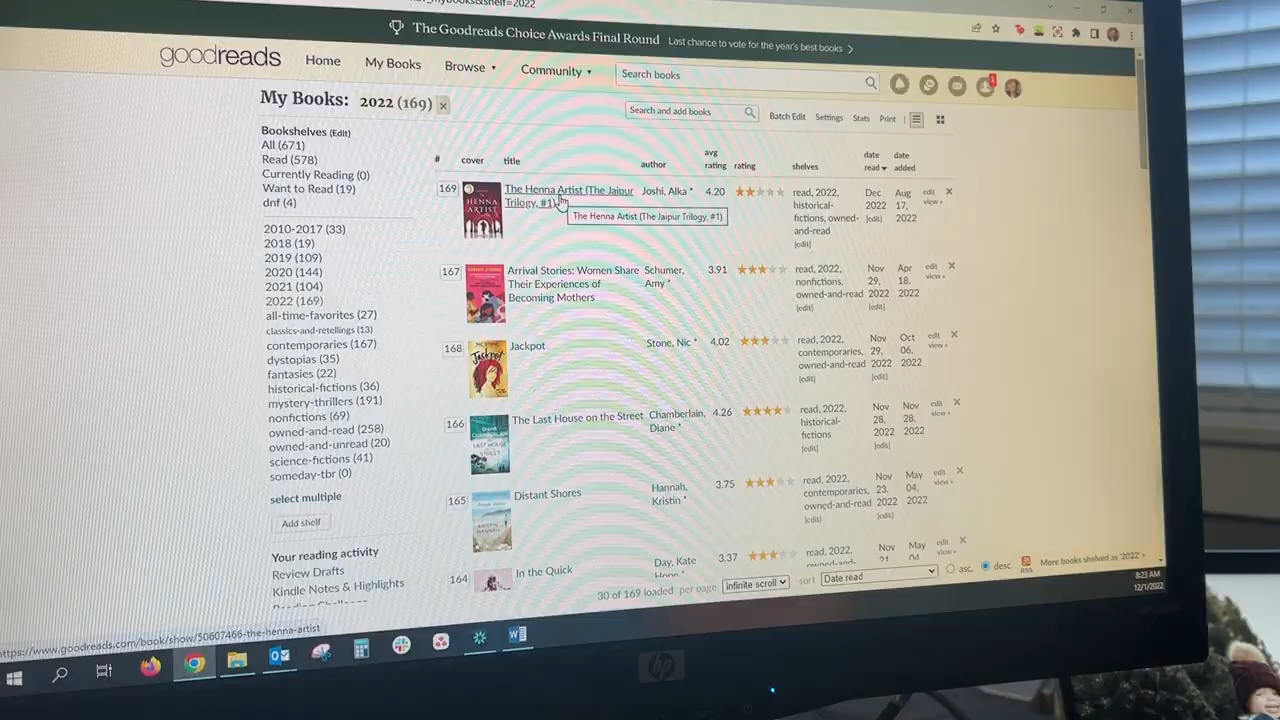 mybooks&shelf=2022
The Goodreads Choice Awards Final Round Last chance to vote for the year's best books
goodreads Home My Books Browse Community Search books 1
My Books: 2022 (169) ×
Search and add books Batch Edit Settings Stats Print
Bookshelves (Edit)
All (671)
Read (578)
Currently Reading (0)
Want to Read (19)
dnf (4)
2010-2017 (33)
2018 (19)
2019 (109)
2020 (144)
2021 (104)
2022 (169)
all-time-favorites (27)
classics-and-retellings (13)
contemporaries (167)
dystopias (35)
fantasies (22)
historical-fictions (36)
mystery-thrillers (191)
nonfictions (69)
owned-and-read (258)
owned-and-unread (20)
science-fictions (41)
someday-tbr (0)
select multiple
Add shelf
Your reading activity
Review Drafts
Kindle Notes & Highlights
# cover title author avg rating rating shelves date read date added
169 The Henna Artist (The Jaipur Trilogy, #1) Joshi, Alka * 4.20 read, 2022, historical-fictions, owned-and-read [edit] Dec 2022 [edit] Aug 17, 2022 edit view »
HENNA ARTIST
The Henna Artist (The Jaipur Trilogy, #1)
167 Arrival Stories: Women Share Their Experiences of Becoming Mothers Schumer, Amy * 3.91 read, 2022, nonfictions, owned-and-read [edit] Nov 29, 2022 [edit] Apr 18, 2022 edit view »
168 Jackpot Stone, Nic * 4.02 read, 2022, contemporaries, owned-and-read [edit] Nov 29, 2022 [edit] Oct 06, 2022 edit view »
Jackpot
166 The Last House on the Street Chamberlain, Diane * 4.26 read, 2022, historical-fictions [edit] Nov 28, 2022 [edit] Nov 28, 2022 edit view »
165 Distant Shores Hannah, Kristin * 3.75 read, 2022, contemporaries, owned-and-read [edit] Nov 23, 2022 [edit] May 04, 2022 edit view »
164 In the Quick Day, Kate 3.37 read, 2022, Nov May edit view »
30 of 169 loaded per page infinite scroll sort Date read asc. desc. RSS More books shelved as '2022' »
https://www.goodreads.com/book/show/50607466-the-henna-artist
8:23 AM
12/1/2022
hp